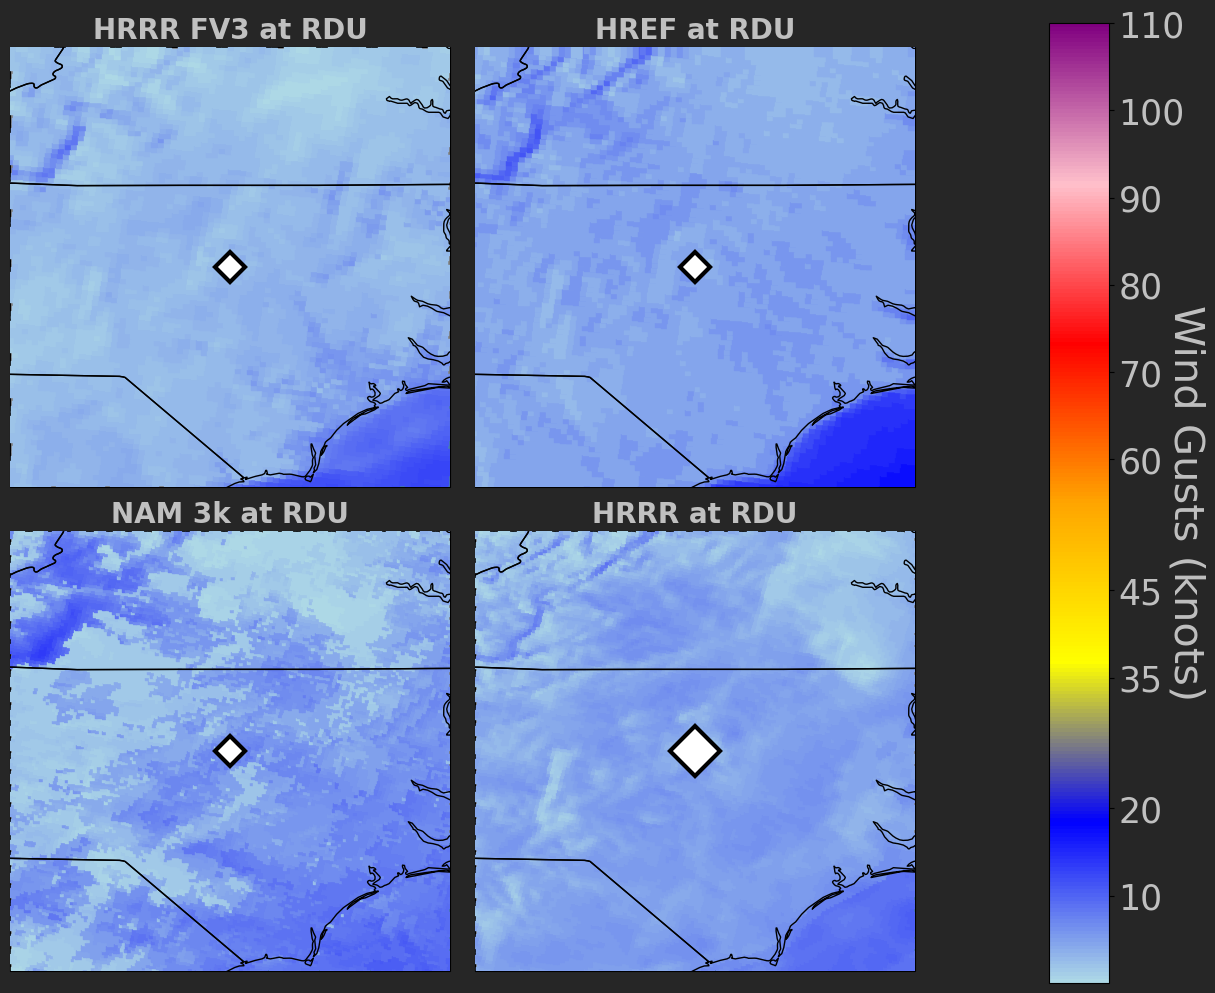 HRRR FV3 at RDU
HREF at RDU
NAM 3k at RDU
HRRR at RDU
110
100
90
80
70
60
45
35
20
10
Wind Gusts (knots)